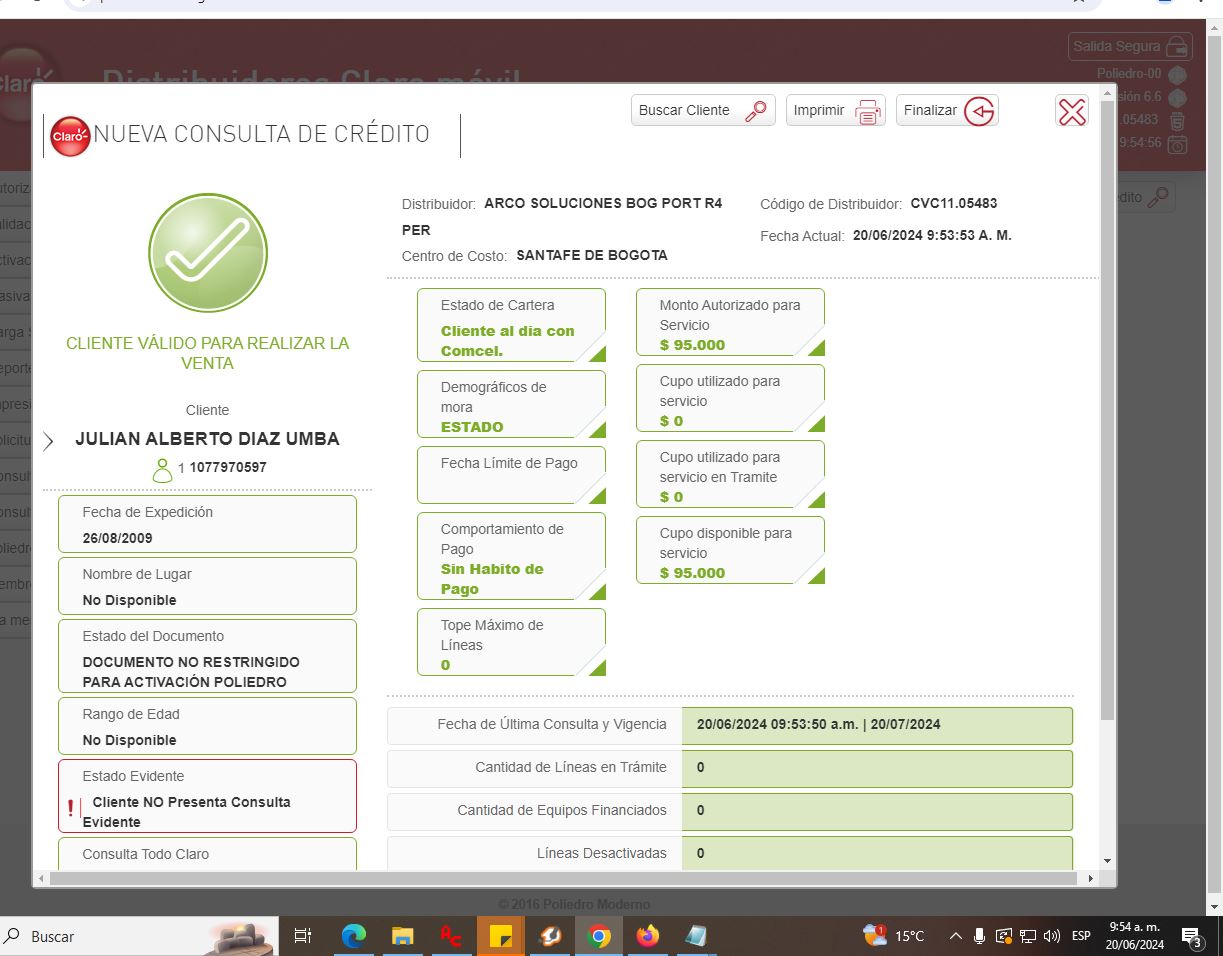 Salida Segura
Poliedro-00
sión 6.6
.05483
9:54:56
Distribuidores Claro móvil
Buscar Cliente
Imprimir
Finalizar
Claro
NUEVA CONSULTA DE CRÉDITO
CLIENTE VÁLIDO PARA REALIZAR LA
VENTA
Cliente
JULIAN ALBERTO DIAZ UMBA
1 1077970597
Fecha de Expedición
26/08/2009
Nombre de Lugar
No Disponible
Estado del Documento
DOCUMENTO NO RESTRINGIDO
PARA ACTIVACIÓN POLIEDRO
Rango de Edad
No Disponible
Estado Evidente
! Cliente NO Presenta Consulta
Evidente
Consulta Todo Claro
Distribuidor: ARCO SOLUCIONES BOG PORT R4
PER
Centro de Costo: SANTAFE DE BOGOTA
Código de Distribuidor: CVC11.05483
Fecha Actual: 20/06/2024 9:53:53 A. M.
Estado de Cartera
Cliente al dia con
Comcel.
Demográficos de
mora
ESTADO
Fecha Límite de Pago
Comportamiento de
Pago
Sin Habito de
Pago
Tope Máximo de
Líneas
0
Monto Autorizado para
Servicio
$ 95.000
Cupo utilizado para
servicio
$ 0
Cupo utilizado para
servicio en Tramite
$ 0
Cupo disponible para
servicio
$ 95.000
Fecha de Última Consulta y Vigencia 20/06/2024 09:53:50 a.m. | 20/07/2024
Cantidad de Líneas en Trámite 0
Cantidad de Equipos Financiados 0
Líneas Desactivadas 0
© 2016 Poliedro Moderno
Buscar
15°C
ESP
9:54 a. m.
20/06/2024
3